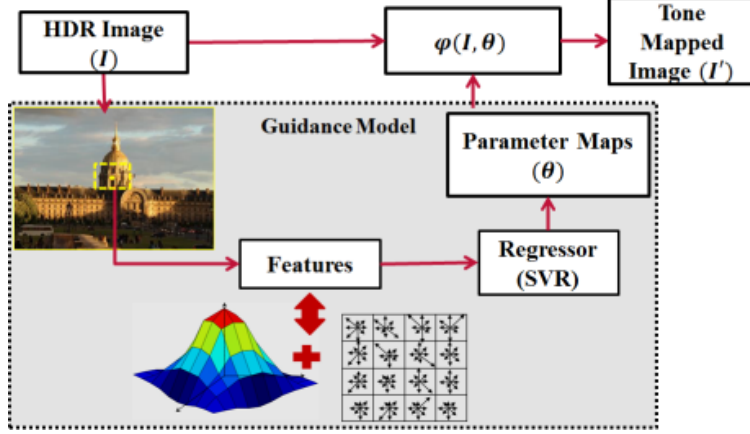 HDR Image
(I)
φ(I, θ)
Tone
Mapped
Image (I')
Guidance Model
Parameter Maps
(θ)
Features
Regressor
(SVR)